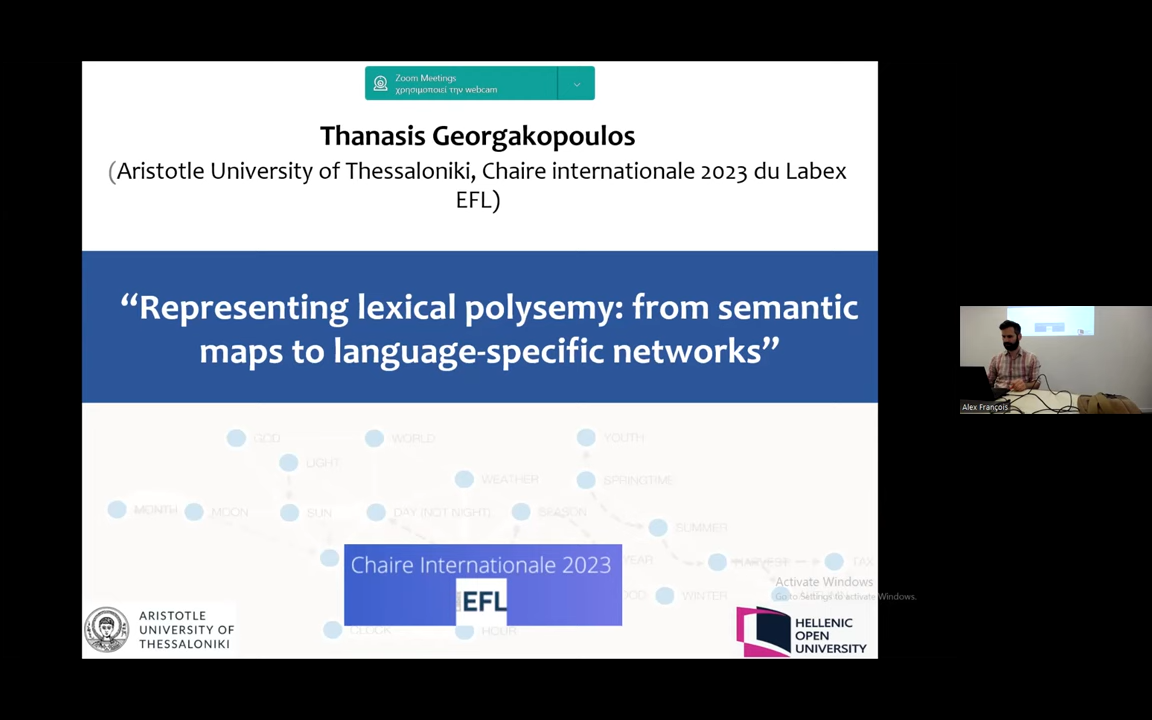 Zoom Meetings
χρησιμοποιεί την webcam
Thanasis Georgakopoulos
(Aristotle University of Thessaloniki, Chaire internationale 2023 du Labex
EFL)
“Representing lexical polysemy: from semantic
maps to language-specific networks”
GOD
WORLD
YOUTH
LIGHT
WEATHER
SPRINGTIME
MONTH
MOON
SUN
DAY (NOT NIGHT)
SEASON
SUMMER
YEAR
HARVEST
TAX
Chaire Internationale 2023
EFL
WINTER
Activate Windows
Go to Settings to activate Windows.
CLOCK
HOUR
ARISTOTLE
UNIVERSITY OF
THESSALONIKI
HELLENIC
OPEN
UNIVERSITY
Alex François